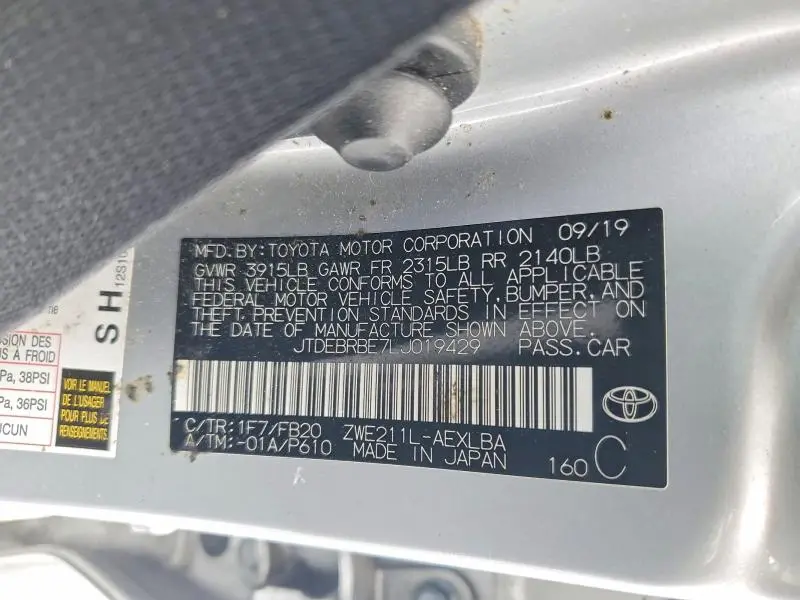 MFD. BY: TOYOTA MOTOR CORPORATION 09/19
GVWR 3915LB GAWR FR 2315LB RR 2140LB
THIS VEHICLE CONFORMS TO ALL APPLICABLE
FEDERAL MOTOR VEHICLE SAFETY, BUMPER, AND
THEFT PREVENTION STANDARDS IN EFFECT ON
THE DATE OF MANUFACTURE SHOWN ABOVE.
JTDEBRBE7LJ019429 PASS. CAR
C/TR: 1F7/FB20 ZWE211L-AEXLBA
A/TM: -01A/P610 MADE IN JAPAN
160 C
SH
SION DES
À FROID
Pa, 38PSI
Pa, 36PSI
UCUN
VOIR LE MANUEL
DE L'USAGER
POUR PLUS DE